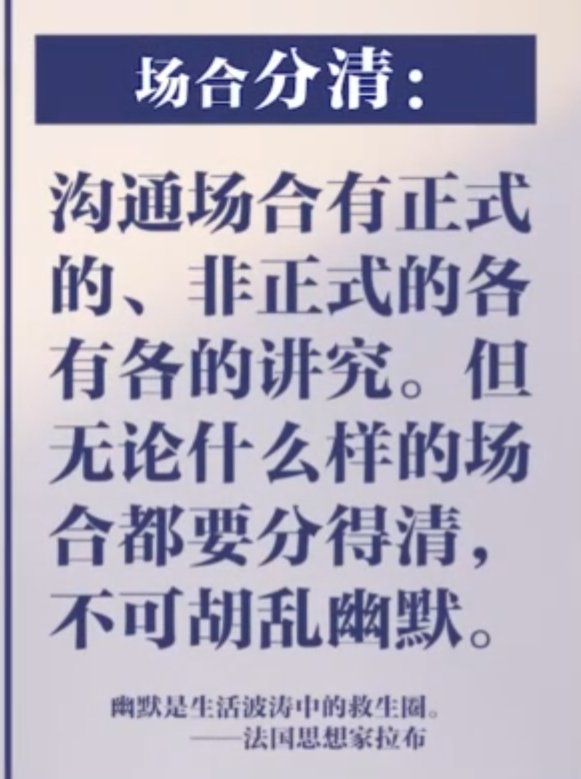 场合分清：
沟通场合有正式
的、非正式的各
有各的讲究。但
无论什么样的场
合都要分得清，
不可胡乱幽默。
幽默是生活波涛中的救生圈。
——法国思想家拉布